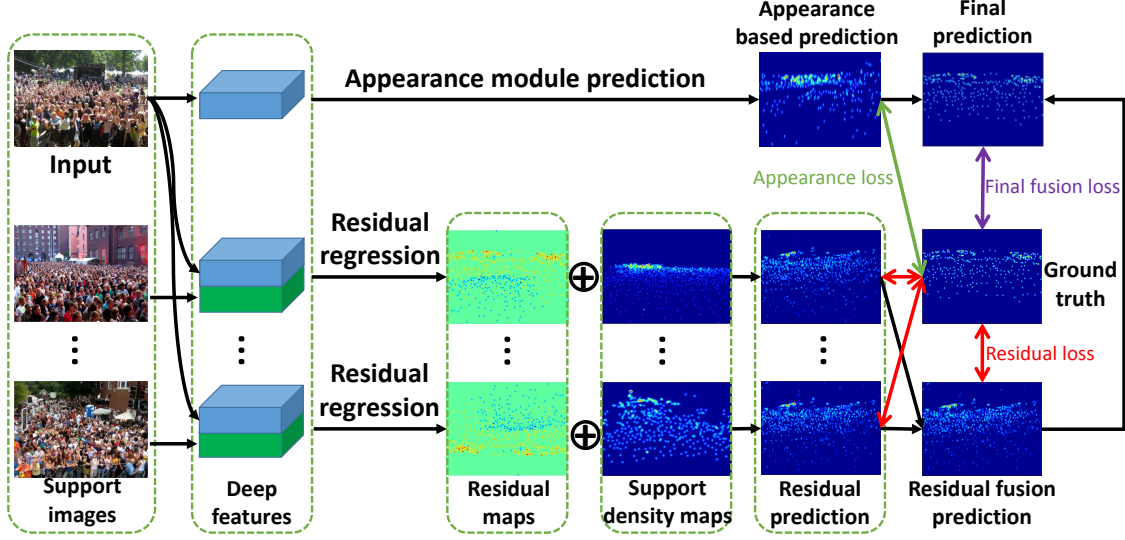 Appearance
based prediction
Final
prediction
Appearance module prediction
Input
Appearance loss
Final fusion loss
Residual
regression
Ground
truth
Residual loss
Residual
regression
Support
images
Deep
features
Residual
maps
Support
density maps
Residual
prediction
Residual fusion
prediction